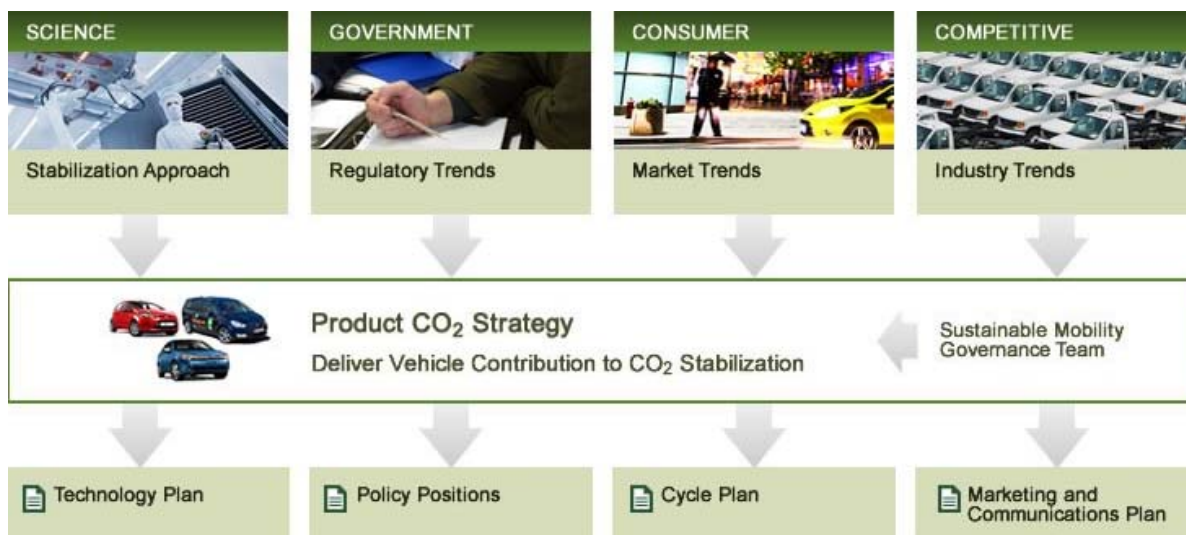 SCIENCE
GOVERNMENT
CONSUMER
COMPETITIVE
Stabilization Approach
Regulatory Trends
Market Trends
Industry Trends
Product CO₂ Strategy
Deliver Vehicle Contribution to CO₂ Stabilization
Sustainable Mobility
Governance Team
Technology Plan
Policy Positions
Cycle Plan
Marketing and
Communications Plan